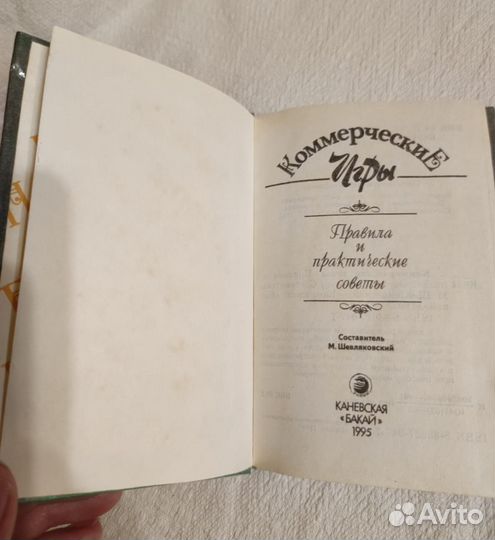 Коммерческие
Игры
Правила
и
практические
советы
Составитель
М. Шевляковский
КАНЕВСКАЯ
«БАКАЙ»
1995
Avito